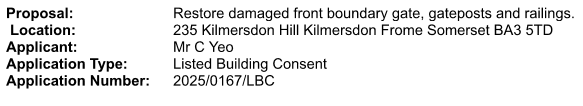 Proposal: Restore damaged front boundary gate, gateposts and railings.
Location: 235 Kilmersdon Hill Kilmersdon Frome Somerset BA3 5TD
Applicant: Mr C Yeo
Application Type: Listed Building Consent
Application Number: 2025/0167/LBC